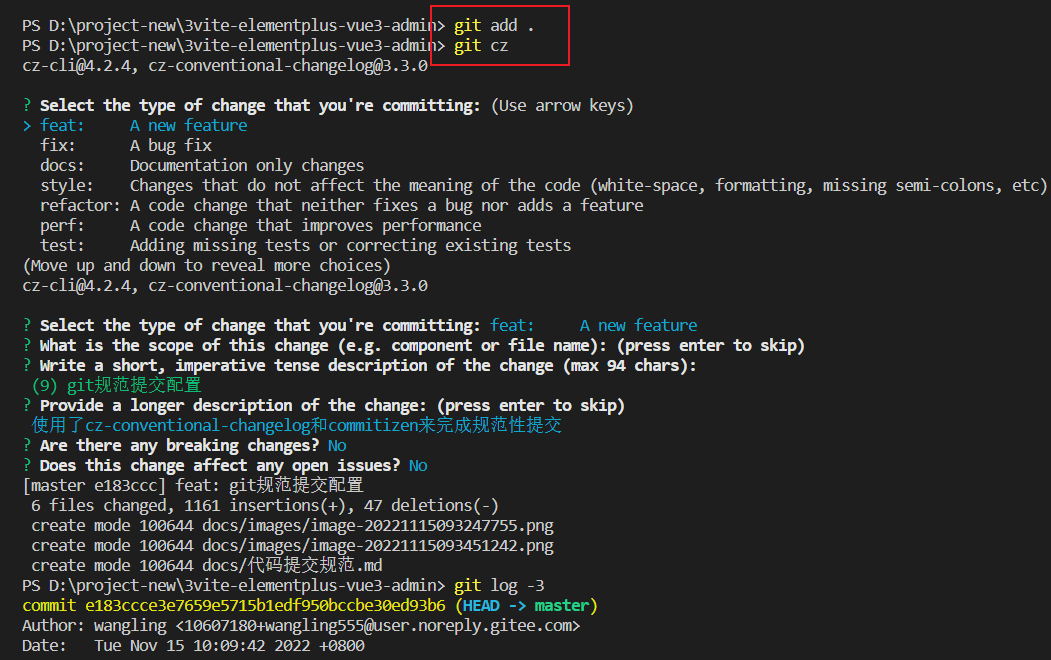 PS D:\project-new\3vite-elementplus-vue3-admin> git add .
PS D:\project-new\3vite-elementplus-vue3-admin> git cz
cz-cli@4.2.4, cz-conventional-changelog@3.3.0
? Select the type of change that you're committing: (Use arrow keys)
> feat:     A new feature
  fix:      A bug fix
  docs:     Documentation only changes
  style:    Changes that do not affect the meaning of the code (white-space, formatting, missing semi-colons, etc)
  refactor: A code change that neither fixes a bug nor adds a feature
  perf:     A code change that improves performance
  test:     Adding missing tests or correcting existing tests
(Move up and down to reveal more choices)
cz-cli@4.2.4, cz-conventional-changelog@3.3.0
? Select the type of change that you're committing: feat:     A new feature
? What is the scope of this change (e.g. component or file name): (press enter to skip)
? Write a short, imperative tense description of the change (max 94 chars):
 (9) git规范提交配置
? Provide a longer description of the change: (press enter to skip)
 使用了cz-conventional-changelog和commitizen来完成规范性提交
? Are there any breaking changes? No
? Does this change affect any open issues? No
[master e183ccc] feat: git规范提交配置
 6 files changed, 1161 insertions(+), 47 deletions(-)
 create mode 100644 docs/images/image-20221115093247755.png
 create mode 100644 docs/images/image-20221115093451242.png
 create mode 100644 docs/代码提交规范.md
PS D:\project-new\3vite-elementplus-vue3-admin> git log -3
commit e183ccce3e7659e5715b1edf950bccbe30ed93b6 (HEAD -> master)
Author: wangling <10607180+wangling555@user.noreply.gitee.com>
Date:   Tue Nov 15 10:09:42 2022 +0800